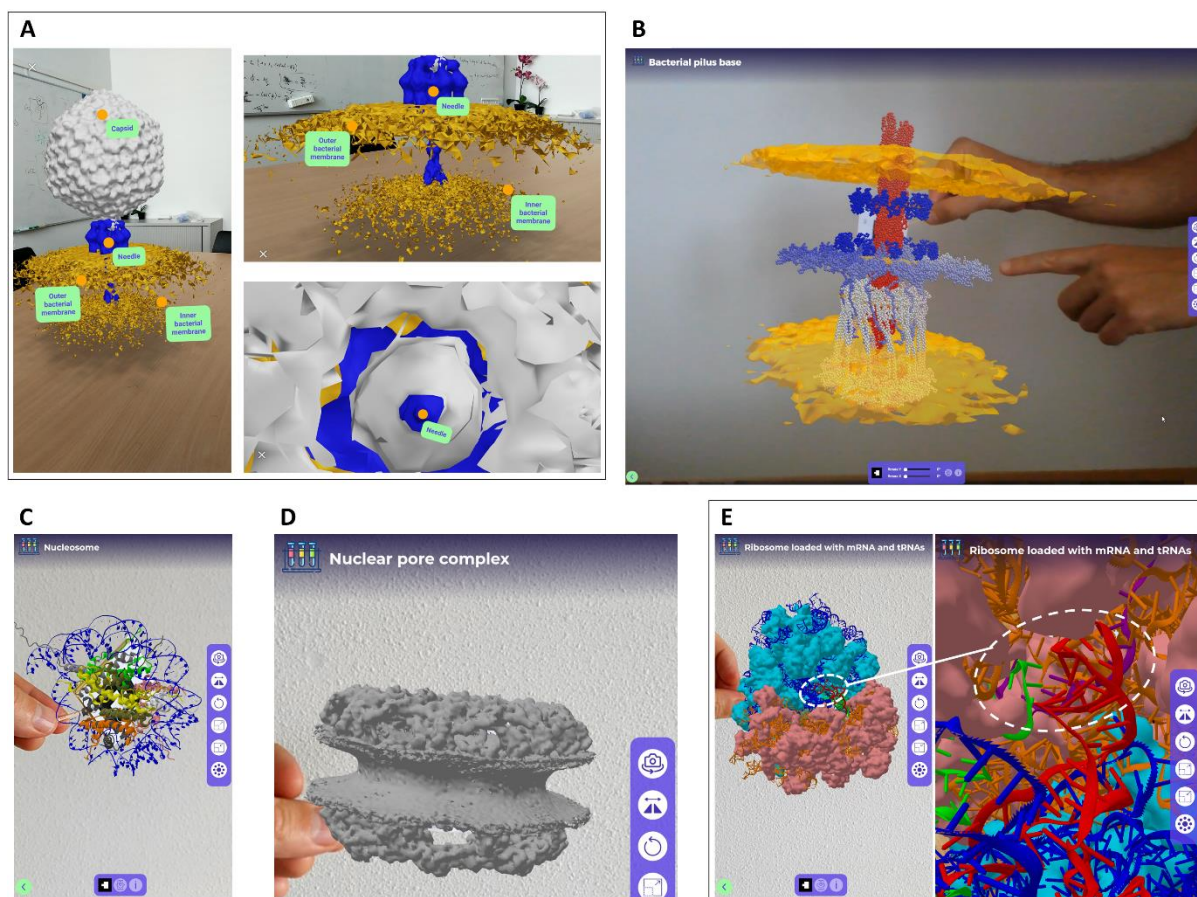 A
Capsid
Needle
Outer
bacterial
membrane
Inner
bacterial
membrane
Needle
Outer
bacterial
membrane
Inner
bacterial
membrane
Needle
B
Bacterial pilus base
C
Nucleosome
D
Nuclear pore complex
E
Ribosome loaded with mRNA and tRNAs
Ribosome loaded with mRNA and tRNAs